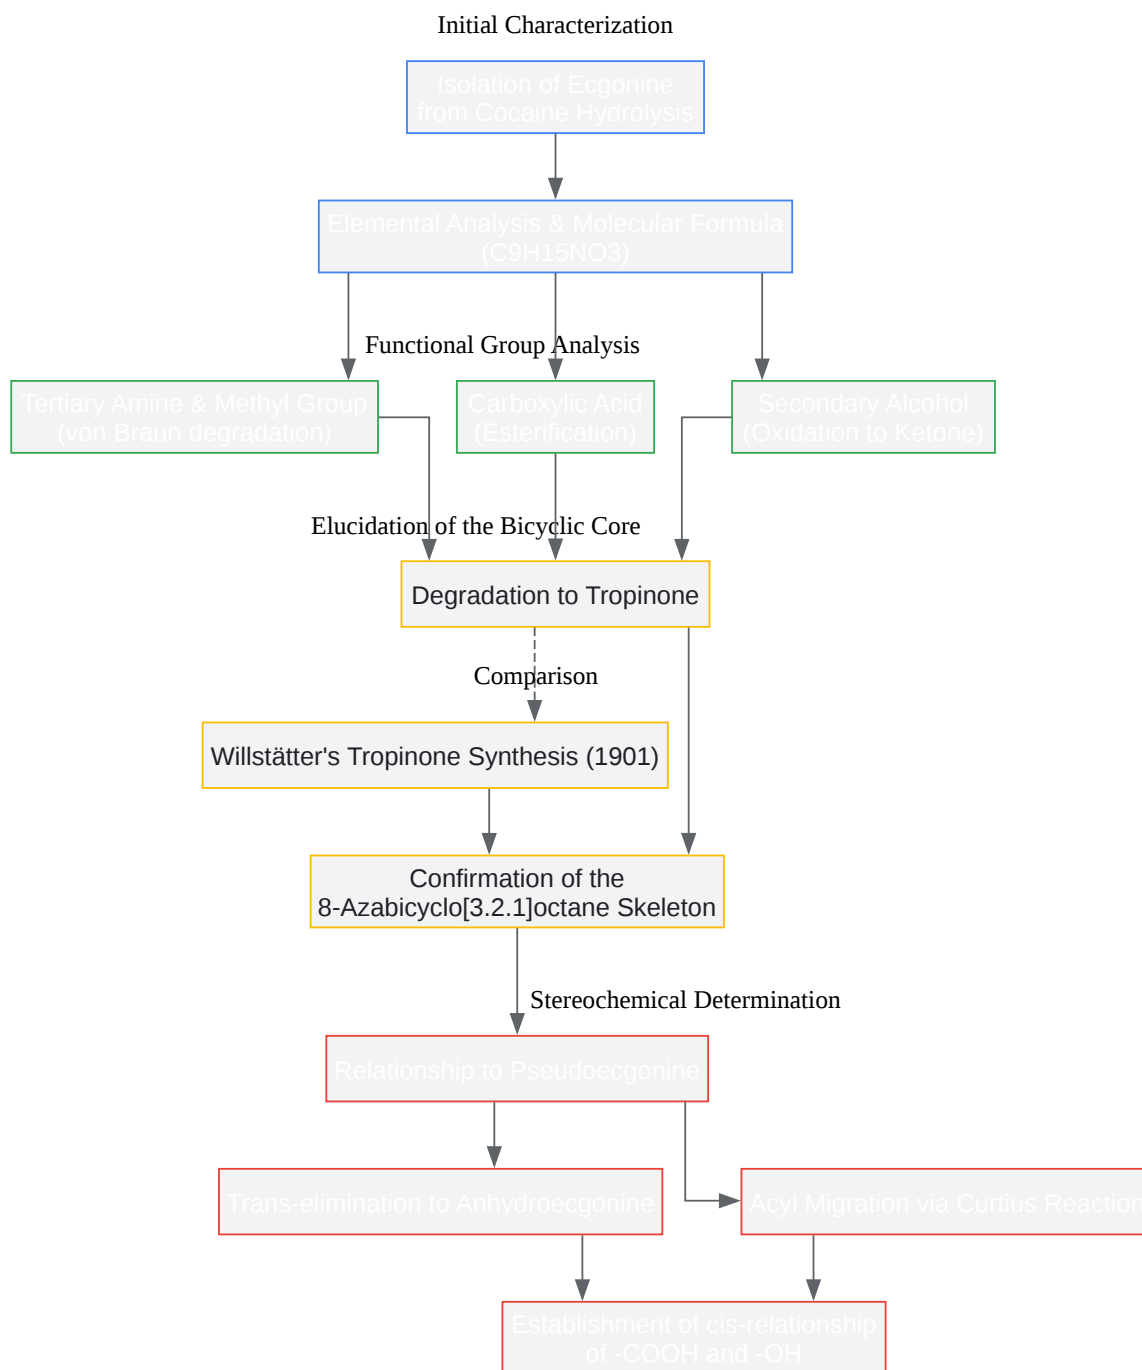 Initial Characterization
Isolation of Ecgonine
from Cocaine Hydrolysis
Elemental Analysis & Molecular Formula
(C9H15NO3)
Functional Group Analysis
Tertiary Amine & Methyl Group
(von Braun degradation)
Carboxylic Acid
(Esterification)
Secondary Alcohol
(Oxidation to Ketone)
Elucidation of the Bicyclic Core
Degradation to Tropinone
Comparison
Willstätter's Tropinone Synthesis (1901)
Confirmation of the
8-Azabicyclo[3.2.1]octane Skeleton
Stereochemical Determination
Relationship to Pseudoecgonine
Trans-elimination to Anhydroecgonine
Acyl Migration via Curtius Reaction
Establishment of cis-relationship
of -COOH and -OH